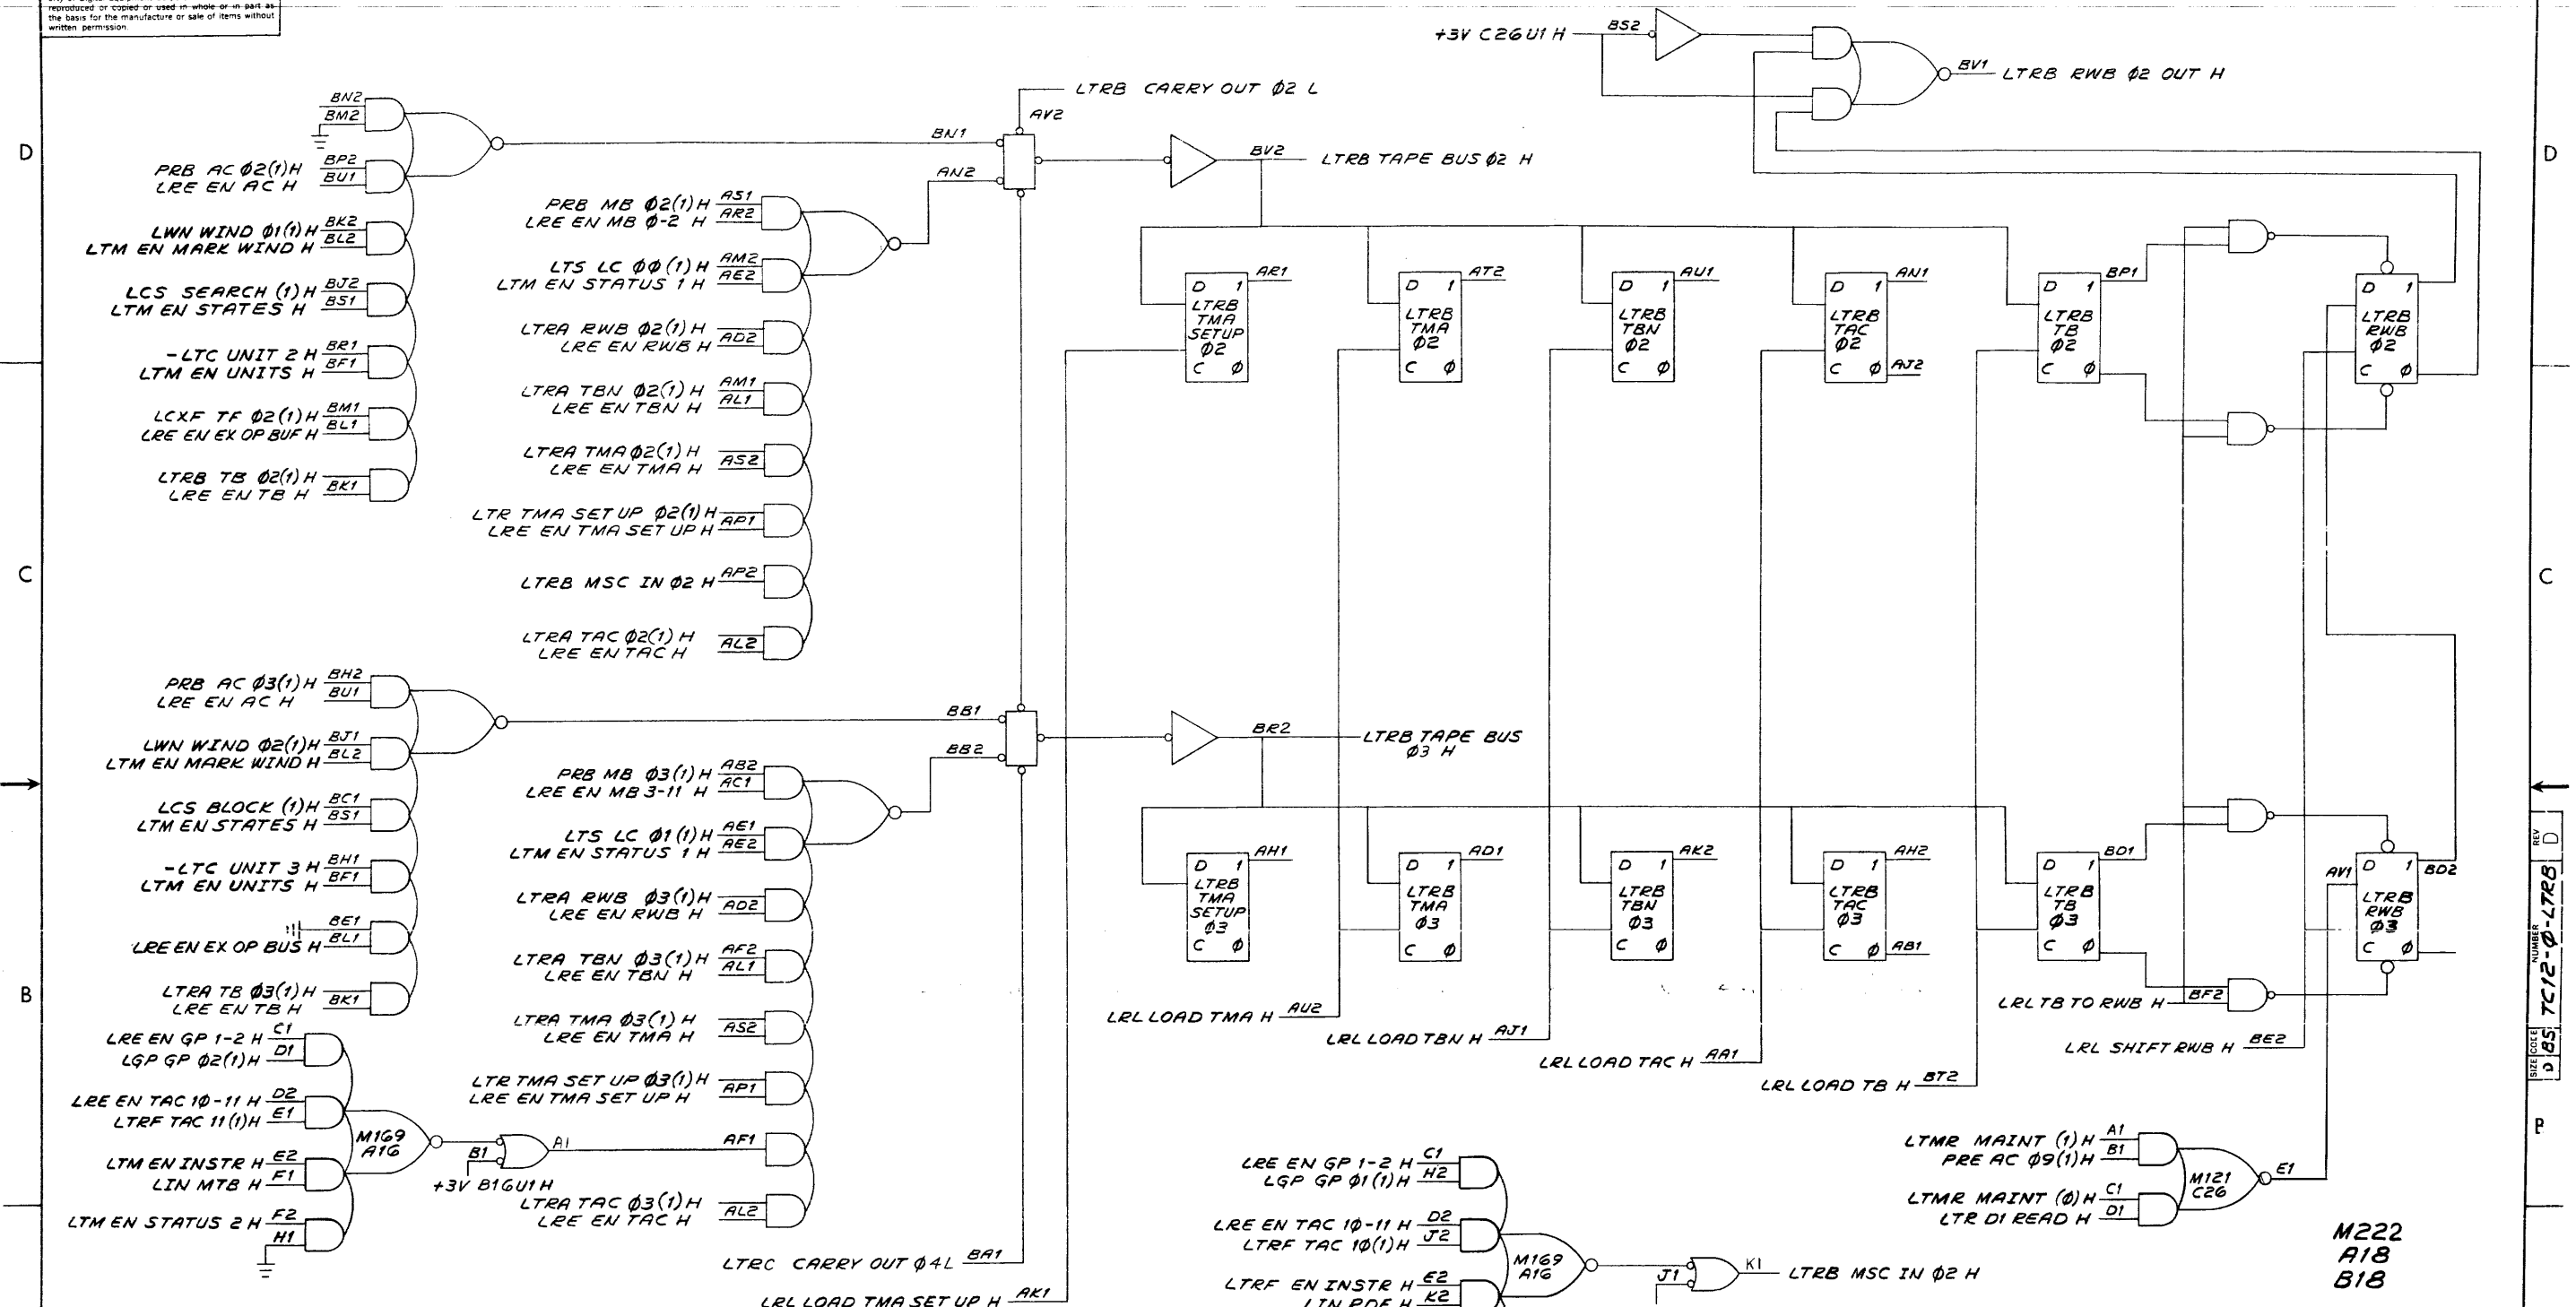 reproduced or copied or used in whole or in part as
the basis for the manufacture or sale of items without
written permission.
+3V C26U1 H BS2
BV1 LTRB RWB Ø2 OUT H
LTRB CARRY OUT Ø2 L
AV2
BN2
BM2
PRB AC Ø2(1)H BP2
LRE EN AC H BU1
LWN WIND Ø1(1)H BK2
LTM EN MARK WIND H BL2
LCS SEARCH (1)H BJ2
LTM EN STATES H BS1
-LTC UNIT 2 H BR1
LTM EN UNITS H BF1
LCXF TF Ø2(1)H BM1
LRE EN EX OP BUF H BL1
LTRB TB Ø2(1)H
LRE EN TB H BK1
BN1
AN2
PRB MB Ø2(1)H AS1
LRE EN MB Ø-2 H AR2
LTS LC ØØ(1)H AM2
LTM EN STATUS 1 H AE2
LTRA RWB Ø2(1)H
LRE EN RWB H AD2
LTRA TBN Ø2(1)H AM1
LRE EN TBN H AL1
LTRA TMA Ø2(1)H
LRE EN TMA H AS2
LTR TMA SET UP Ø2(1)H
LRE EN TMA SET UP H AP1
LTRB MSC IN Ø2 H AP2
LTRA TAC Ø2(1)H
LRE EN TAC H AL2
BV2 LTRB TAPE BUS Ø2 H
D 1 AR1
LTRB
TMA
SETUP
Ø2
C Ø
D 1 AT2
LTRB
TMA
Ø2
C Ø
D 1 AU1
LTRB
TBN
Ø2
C Ø
D 1 AN1
LTRB
TAC
Ø2
C Ø AJ2
D 1 BP1
LTRB
TB
Ø2
C Ø
D 1
LTRB
RWB
Ø2
C Ø
PRB AC Ø3(1)H BH2
LRE EN AC H BU1
LWN WIND Ø2(1)H BJ1
LTM EN MARK WIND H BL2
LCS BLOCK (1)H BC1
LTM EN STATES H BS1
-LTC UNIT 3 H BH1
LTM EN UNITS H BF1
BE1
LRE EN EX OP BUS H BL1
LTRA TB Ø3(1)H
LRE EN TB H BK1
BB1
BB2
PRB MB Ø3(1)H AB2
LRE EN MB 3-11 H AC1
LTS LC Ø1(1)H AE1
LTM EN STATUS 1 H AE2
LTRA RWB Ø3(1)H
LRE EN RWB H AD2
LTRA TBN Ø3(1)H AF2
LRE EN TBN H AL1
LTRA TMA Ø3(1)H
LRE EN TMA H AS2
LTR TMA SET UP Ø3(1)H
LRE EN TMA SET UP H AP1
AF1
LTRA TAC Ø3(1)H
LRE EN TAC H AL2
BR2 LTRB TAPE BUS
Ø3 H
D 1 AH1
LTRB
TMA
SETUP
Ø3
C Ø
D 1 AD1
LTRB
TMA
Ø3
C Ø
D 1 AK2
LTRB
TBN
Ø3
C Ø
D 1 AH2
LTRB
TAC
Ø3
C Ø AB1
D 1 BD1
LTRB
TB
Ø3
C Ø
AV1 D 1 BD2
LTRB
RWB
Ø3
C Ø
LRE EN GP 1-2 H C1
LGP GP Ø2(1)H D1
LRE EN TAC 1Ø-11 H D2
LTRF TAC 11(1)H E1
LTM EN INSTR H E2
LIN MTB H F1
LTM EN STATUS 2 H F2
H1
M169
A16
B1 A1
+3V B16U1 H
LTRC CARRY OUT Ø4L BA1
LRL LOAD TMA SET UP H AK1
LRL LOAD TMA H AU2
LRL LOAD TBN H AJ1
LRL LOAD TAC H AA1
LRL LOAD TB H BT2
LRL TB TO RWB H BF2
LRL SHIFT RWB H BE2
LRE EN GP 1-2 H C1
LGP GP Ø1(1)H H2
LRE EN TAC 1Ø-11 H D2
LTRF TAC 1Ø(1)H J2
LTRF EN INSTR H E2
LIN PDF H K2
M169
A16
J1 K1 LTRB MSC IN Ø2 H
LTMR MAINT (1)H A1
PRE AC Ø9(1)H B1
LTMR MAINT (Ø)H C1
LTR D1 READ H D1
M121
C26
E1
M222
A18
B18
D
C
B
D
C
SIZE CODE NUMBER REV
D BS TC12-Ø-LTRB D